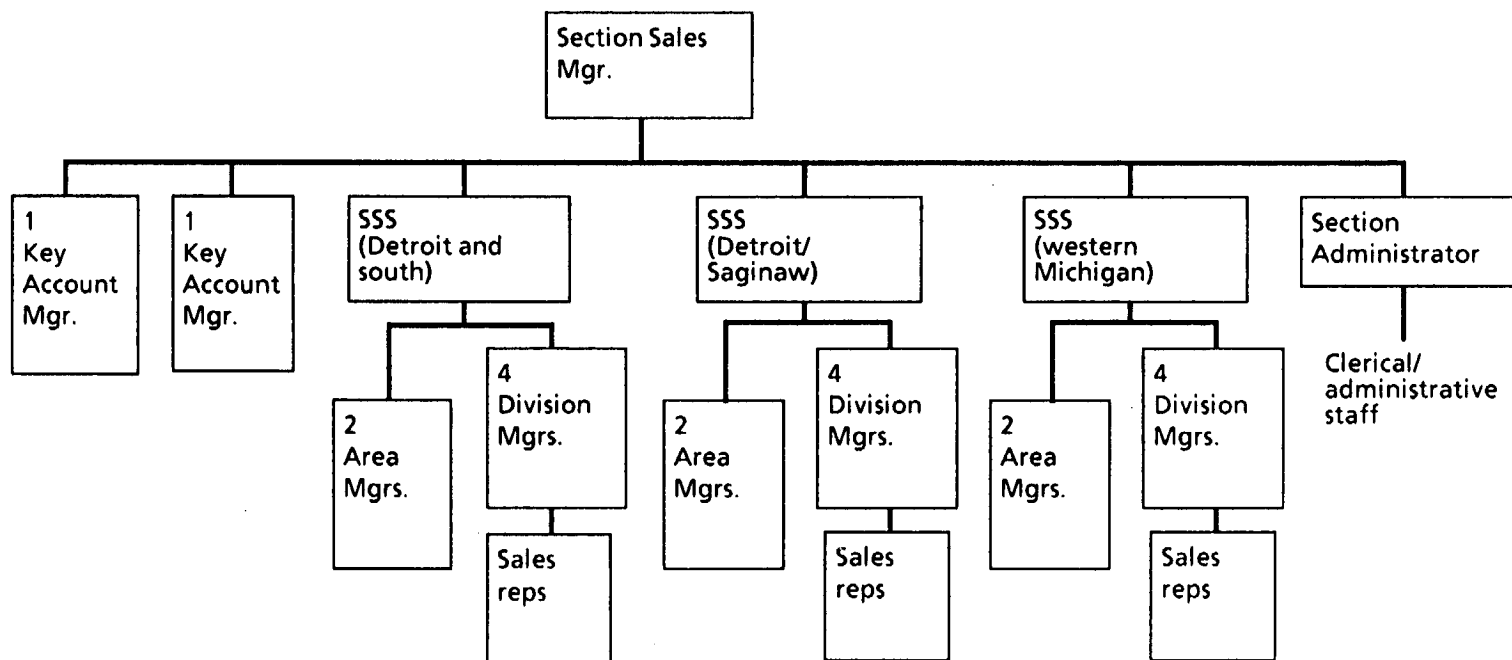 Section Sales
Mgr.
1
Key
Account
Mgr.
1
Key
Account
Mgr.
SSS
(Detroit and
south)
SSS
(Detroit/
Saginaw)
SSS
(western
Michigan)
Section
Administrator
2
Area
Mgrs.
4
Division
Mgrs.
Sales
reps
2
Area
Mgrs.
4
Division
Mgrs.
Sales
reps
2
Area
Mgrs.
4
Division
Mgrs.
Sales
reps
Clerical/
administrative
staff